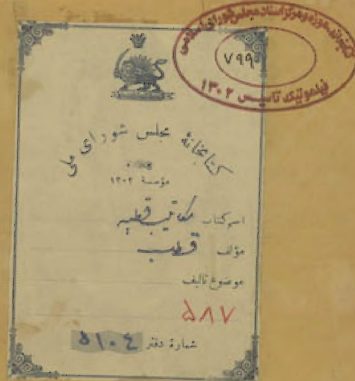 کتابخانه موزه و مرکز اسناد مجلس شورای اسلامی
۷۹۹
فیلموتیک تاسیس ۱۳۰۲
کتابخانهٔ مجلس شورای ملی
مؤسسهٔ ۱۳۰۲
اسم کتاب مکاتیب قطبیه
مؤلف قطب
موضوع تألیف
۵۸۷
شمارهٔ دفتر ۵۱۰۴